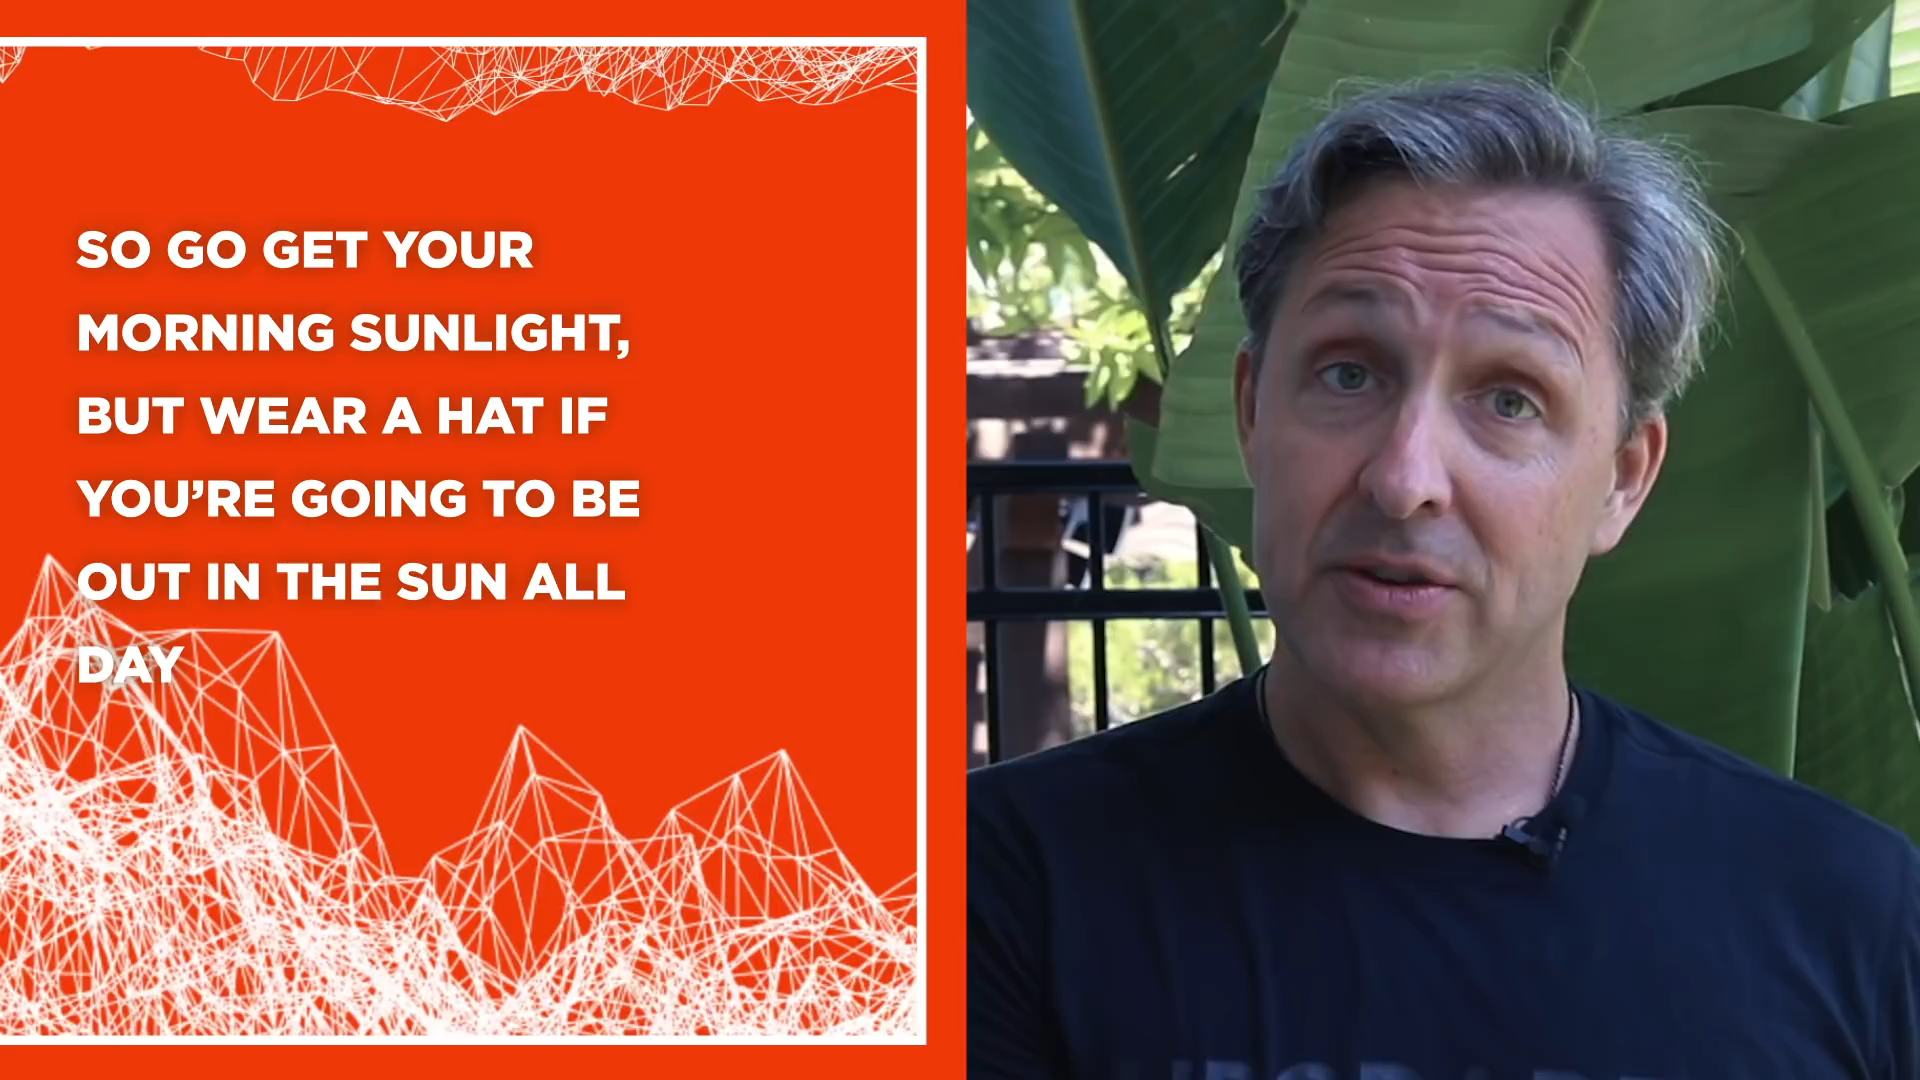 SO GO GET YOUR
MORNING SUNLIGHT,
BUT WEAR A HAT IF
YOU’RE GOING TO BE
OUT IN THE SUN ALL
DAY